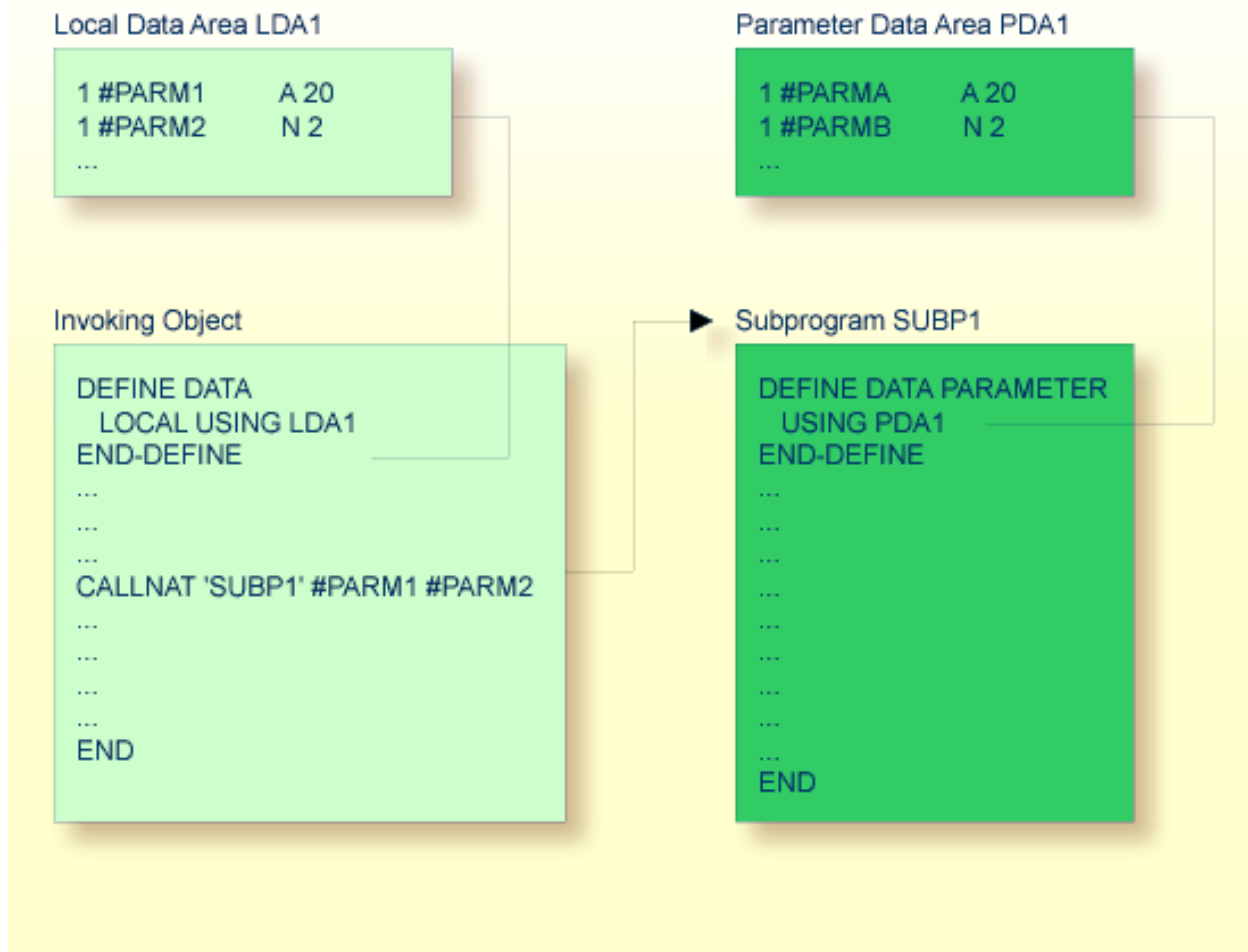 Local Data Area LDA1
1 #PARM1 A 20
1 #PARM2 N 2
...
Parameter Data Area PDA1
1 #PARMA A 20
1 #PARMB N 2
...
Invoking Object
DEFINE DATA
LOCAL USING LDA1
END-DEFINE
...
...
...
CALLNAT 'SUBP1' #PARM1 #PARM2
...
...
...
...
END
Subprogram SUBP1
DEFINE DATA PARAMETER
USING PDA1
END-DEFINE
...
...
...
...
...
...
...
...
...
END